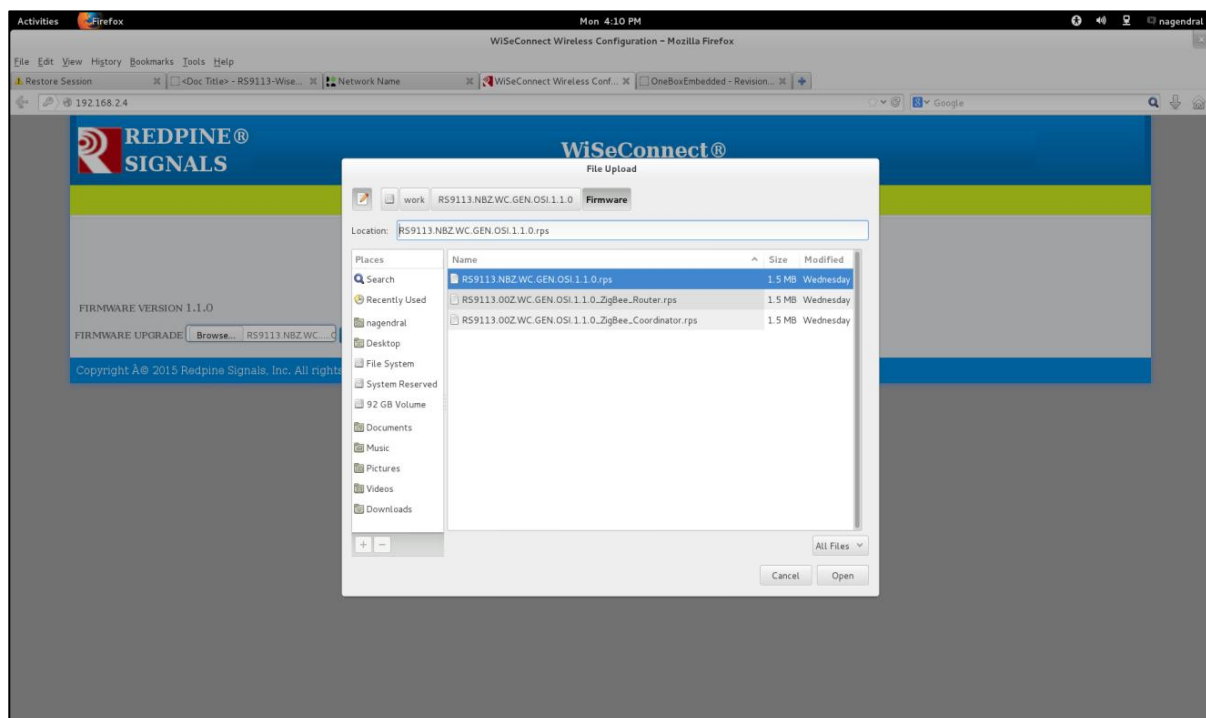 Activities Firefox Mon 4:10 PM nagendral
WiSeConnect Wireless Configuration - Mozilla Firefox
File Edit View History Bookmarks Tools Help
Restore Session <Doc Title> - RS9113-Wise... Network Name WiSeConnect Wireless Conf... OneBoxEmbedded - Revision...
192.168.2.4 Google
REDPINE®
SIGNALS
WiSeConnect®
File Upload
work RS9113.NBZ.WC.GEN.OSI.1.1.0 Firmware
Location: RS9113.NBZ.WC.GEN.OSI.1.1.0.rps
Places Name Size Modified
Search RS9113.NBZ.WC.GEN.OSI.1.1.0.rps 1.5 MB Wednesday
Recently Used RS9113.00Z.WC.GEN.OSI.1.1.0_ZigBee_Router.rps 1.5 MB Wednesday
nagendral RS9113.00Z.WC.GEN.OSI.1.1.0_ZigBee_Coordinator.rps 1.5 MB Wednesday
Desktop
File System
System Reserved
92 GB Volume
Documents
Music
Pictures
Videos
Downloads
All Files
Cancel Open
FIRMWARE VERSION 1.1.0
FIRMWARE UPGRADE Browse... RS9113.NBZ.WC....
Copyright Â© 2015 Redpine Signals, Inc. All rights